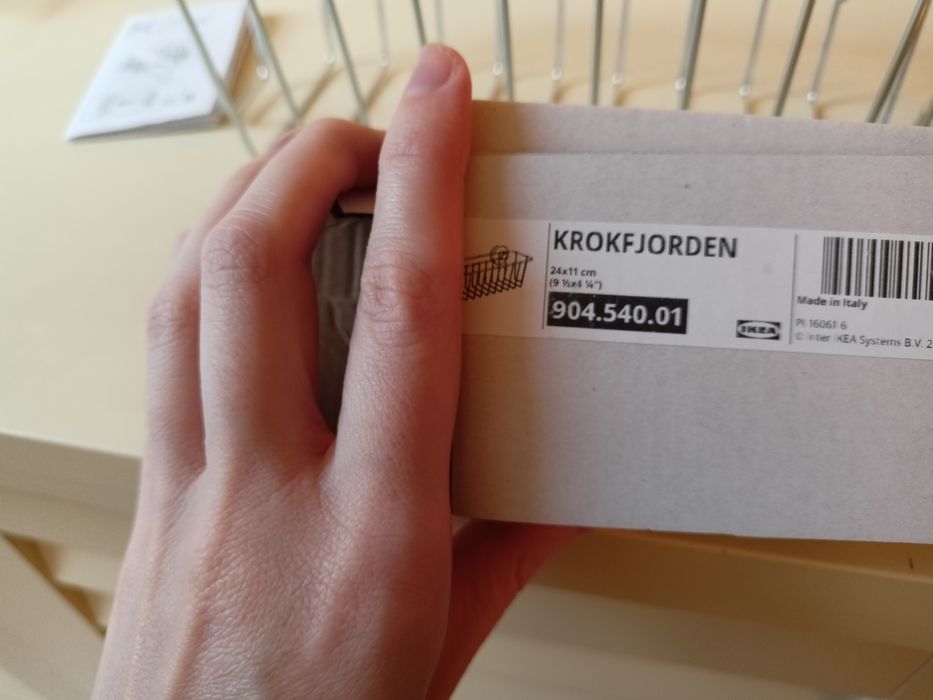 KROKFJORDEN
24x11 cm
(9 ½x4 ¼")
904.540.01
IKEA
Made in Italy
PI 16061 6
© Inter IKEA Systems B.V. 2